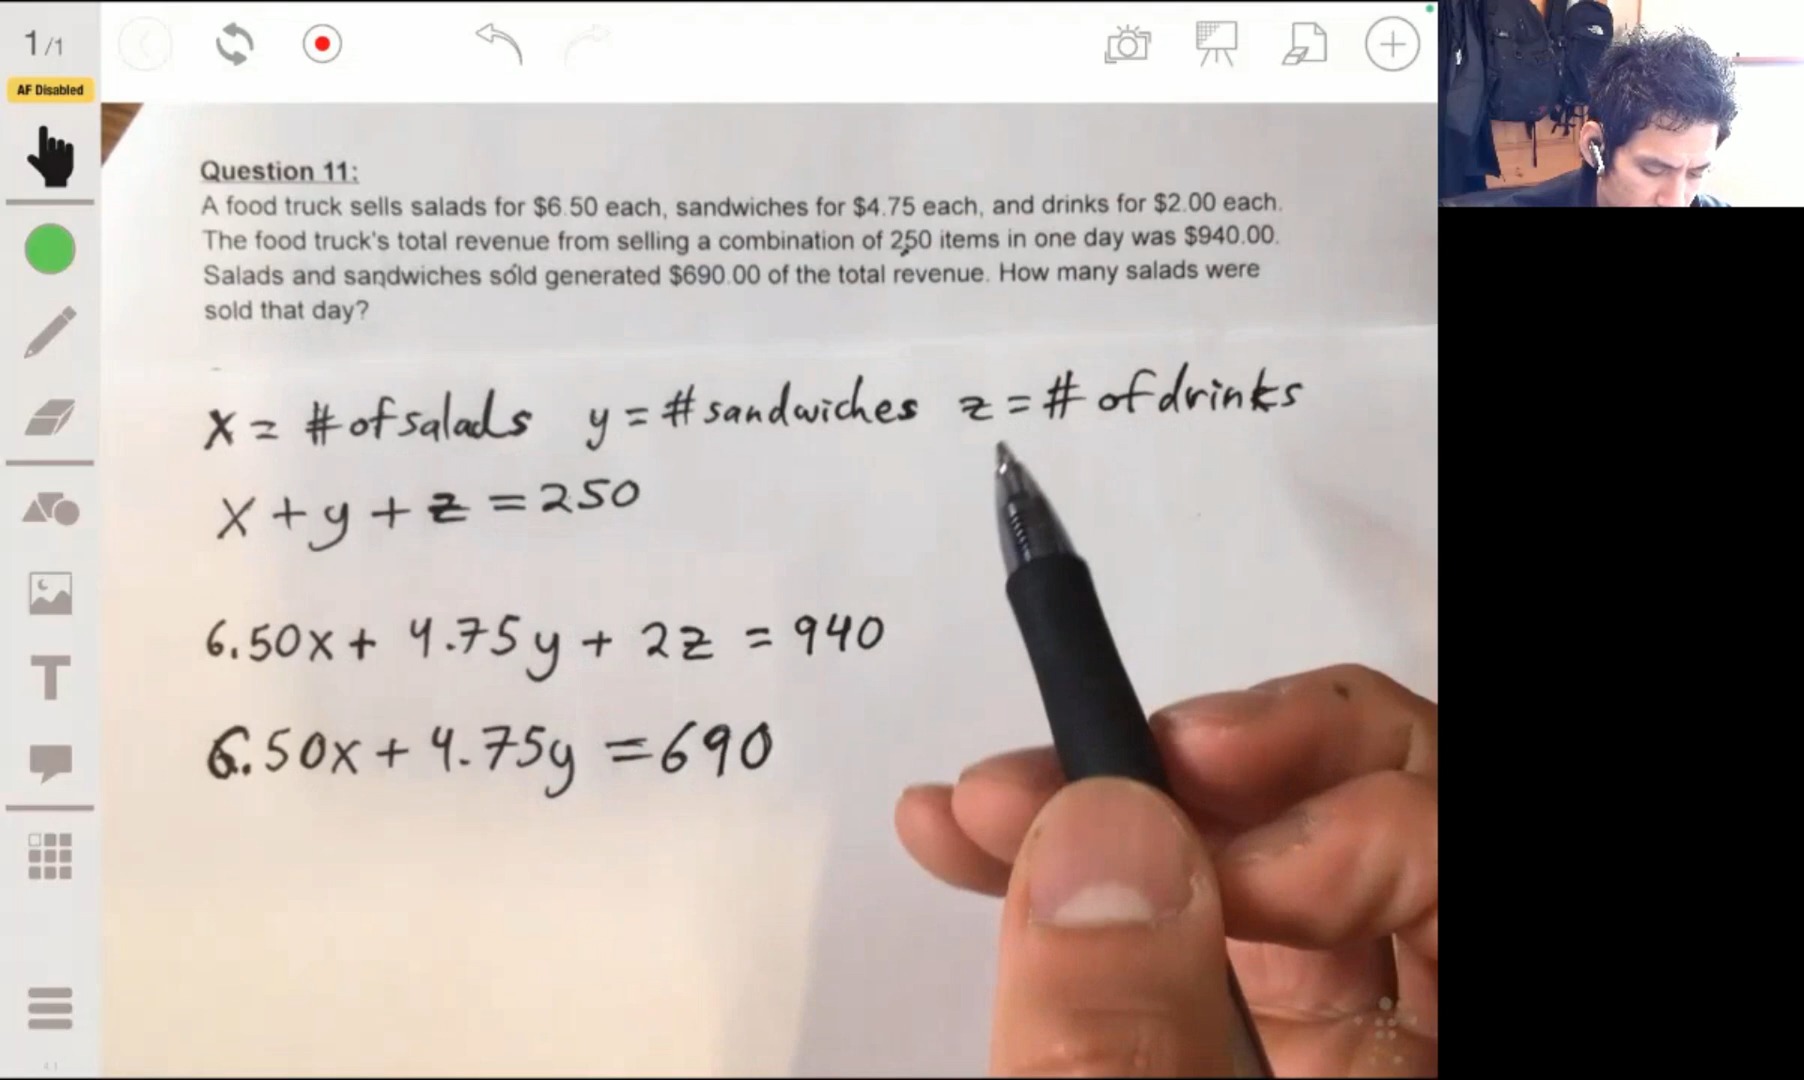 1/1
AF Disabled
Question 11:
A food truck sells salads for $6.50 each, sandwiches for $4.75 each, and drinks for $2.00 each.
The food truck's total revenue from selling a combination of 250 items in one day was $940.00.
Salads and sandwiches sold generated $690.00 of the total revenue. How many salads were
sold that day?
x = # of salads y = # sandwiches z = # of drinks
x + y + z = 250
6.50x + 4.75y + 2z = 940
6.50x + 4.75y = 690
T